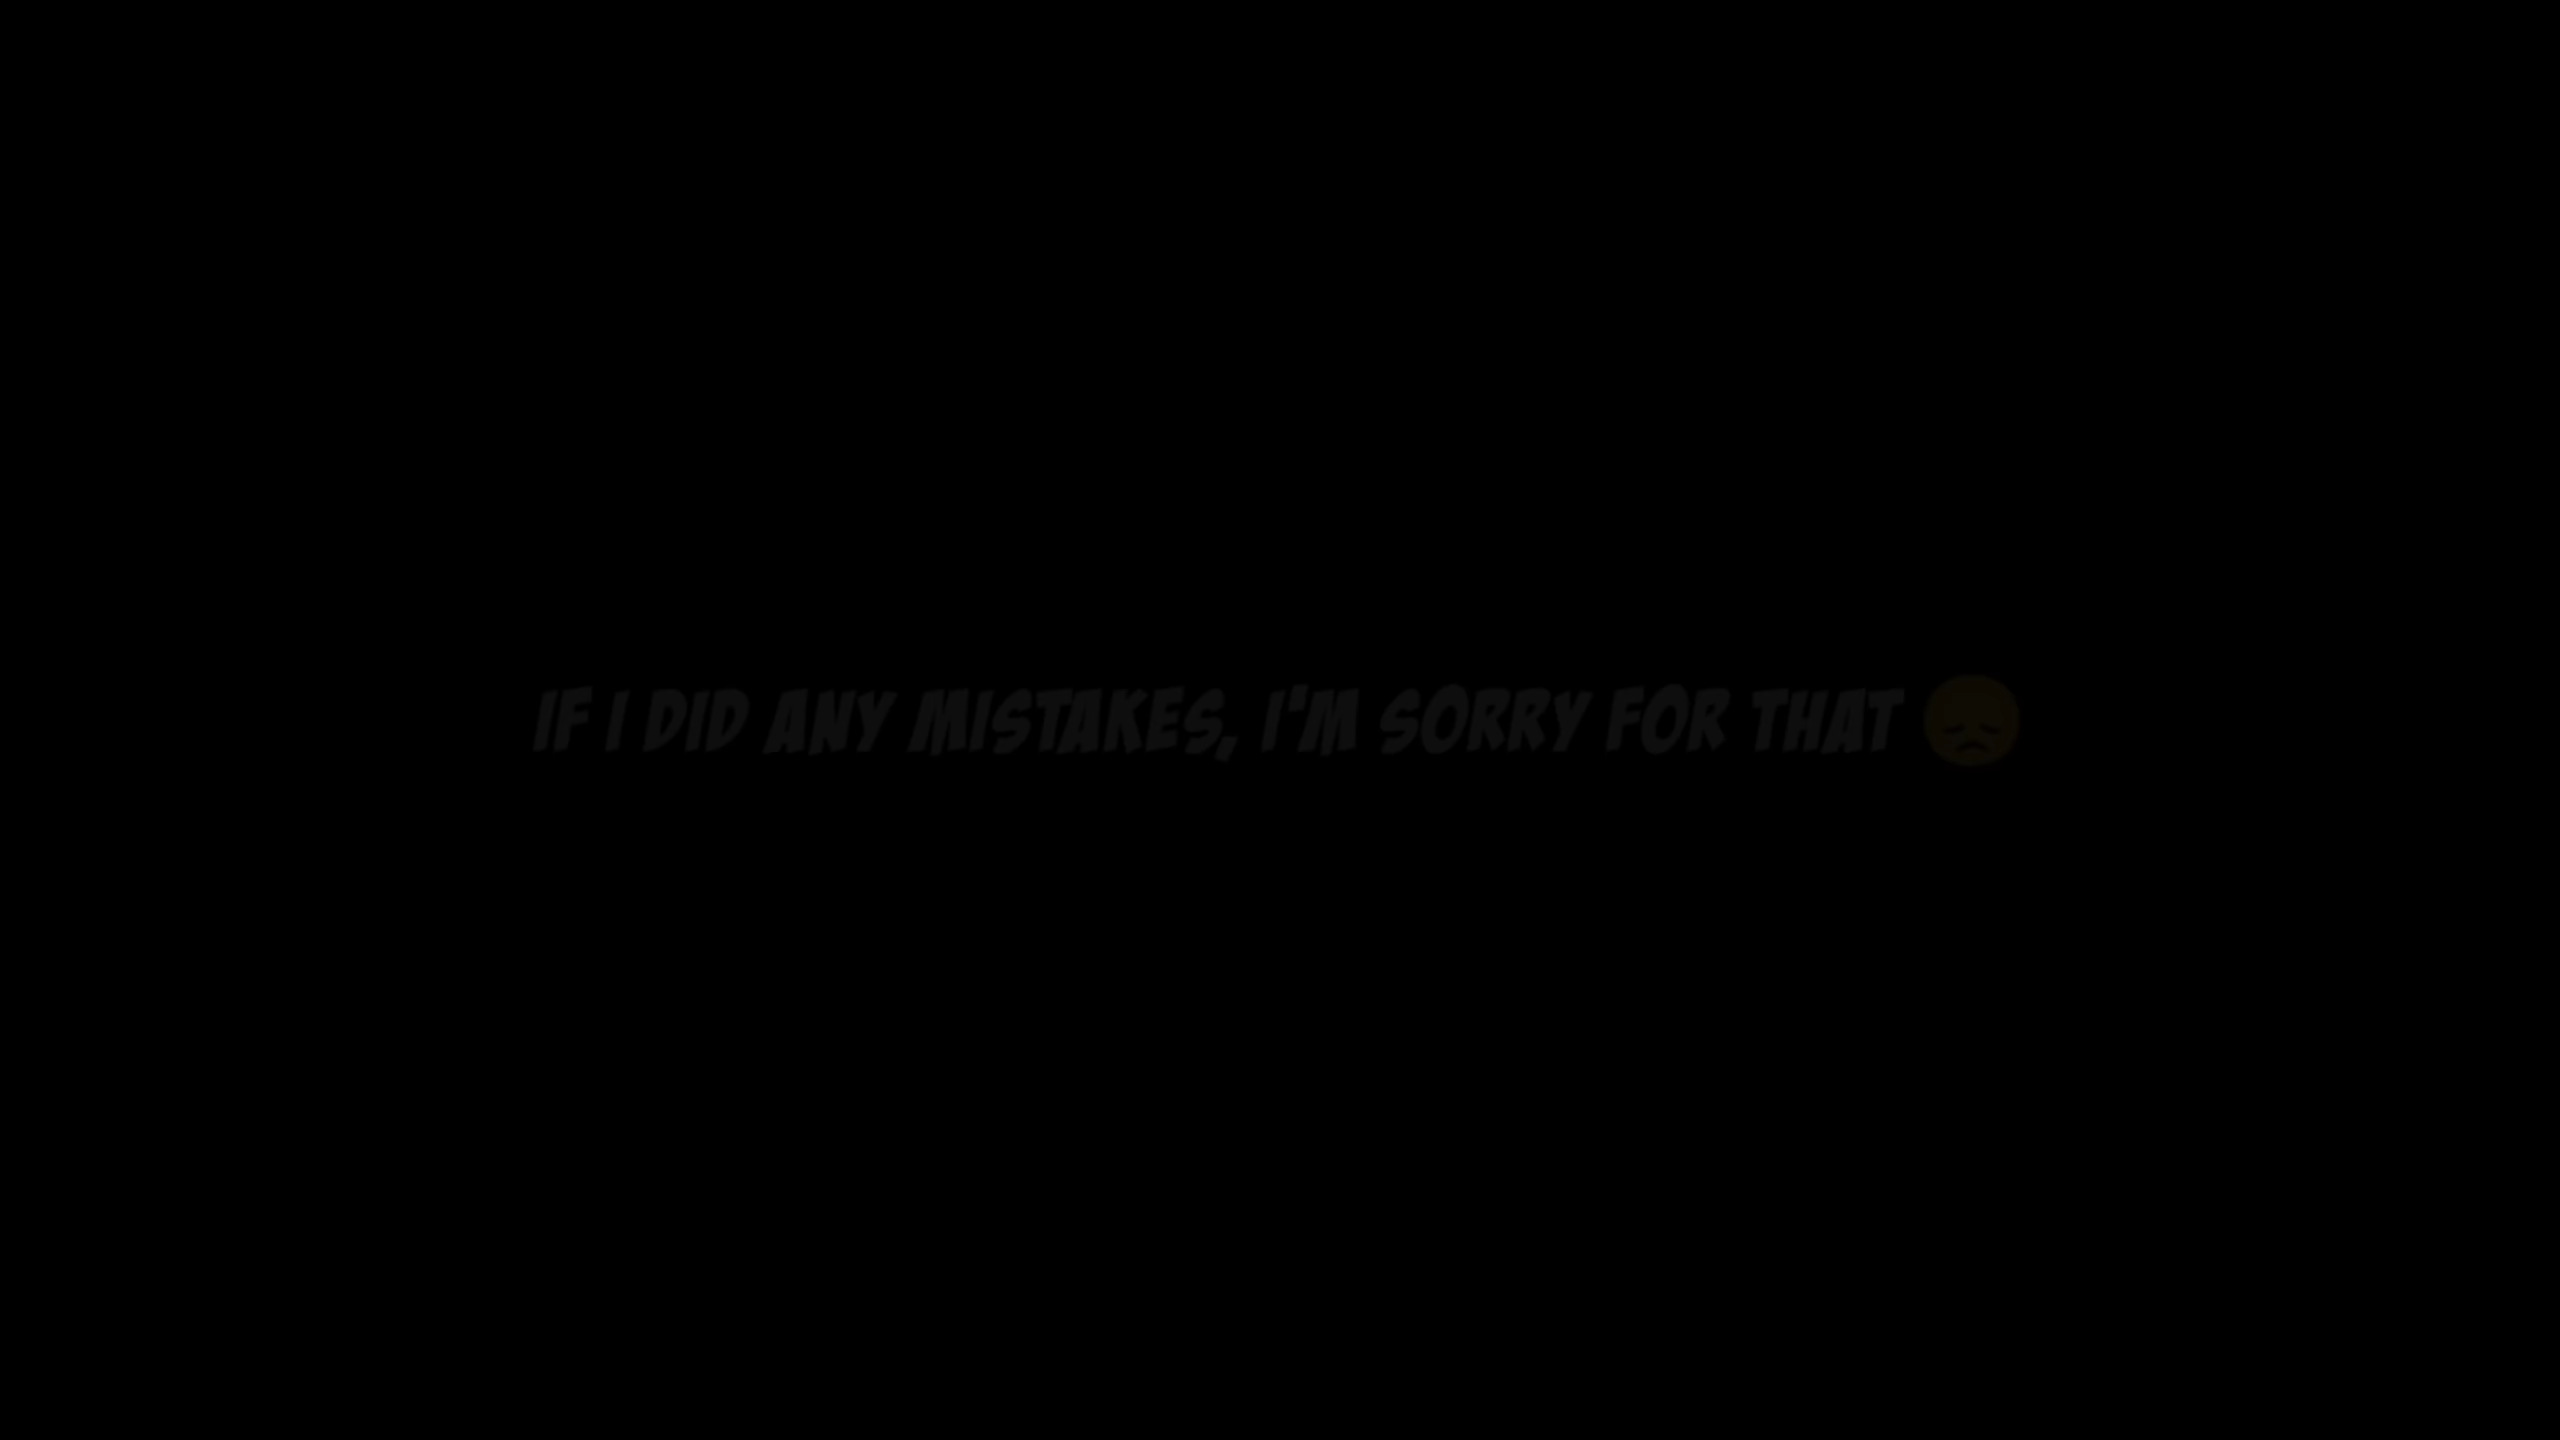 IF I DID ANY MISTAKES, I'M SORRY FOR THAT 😞